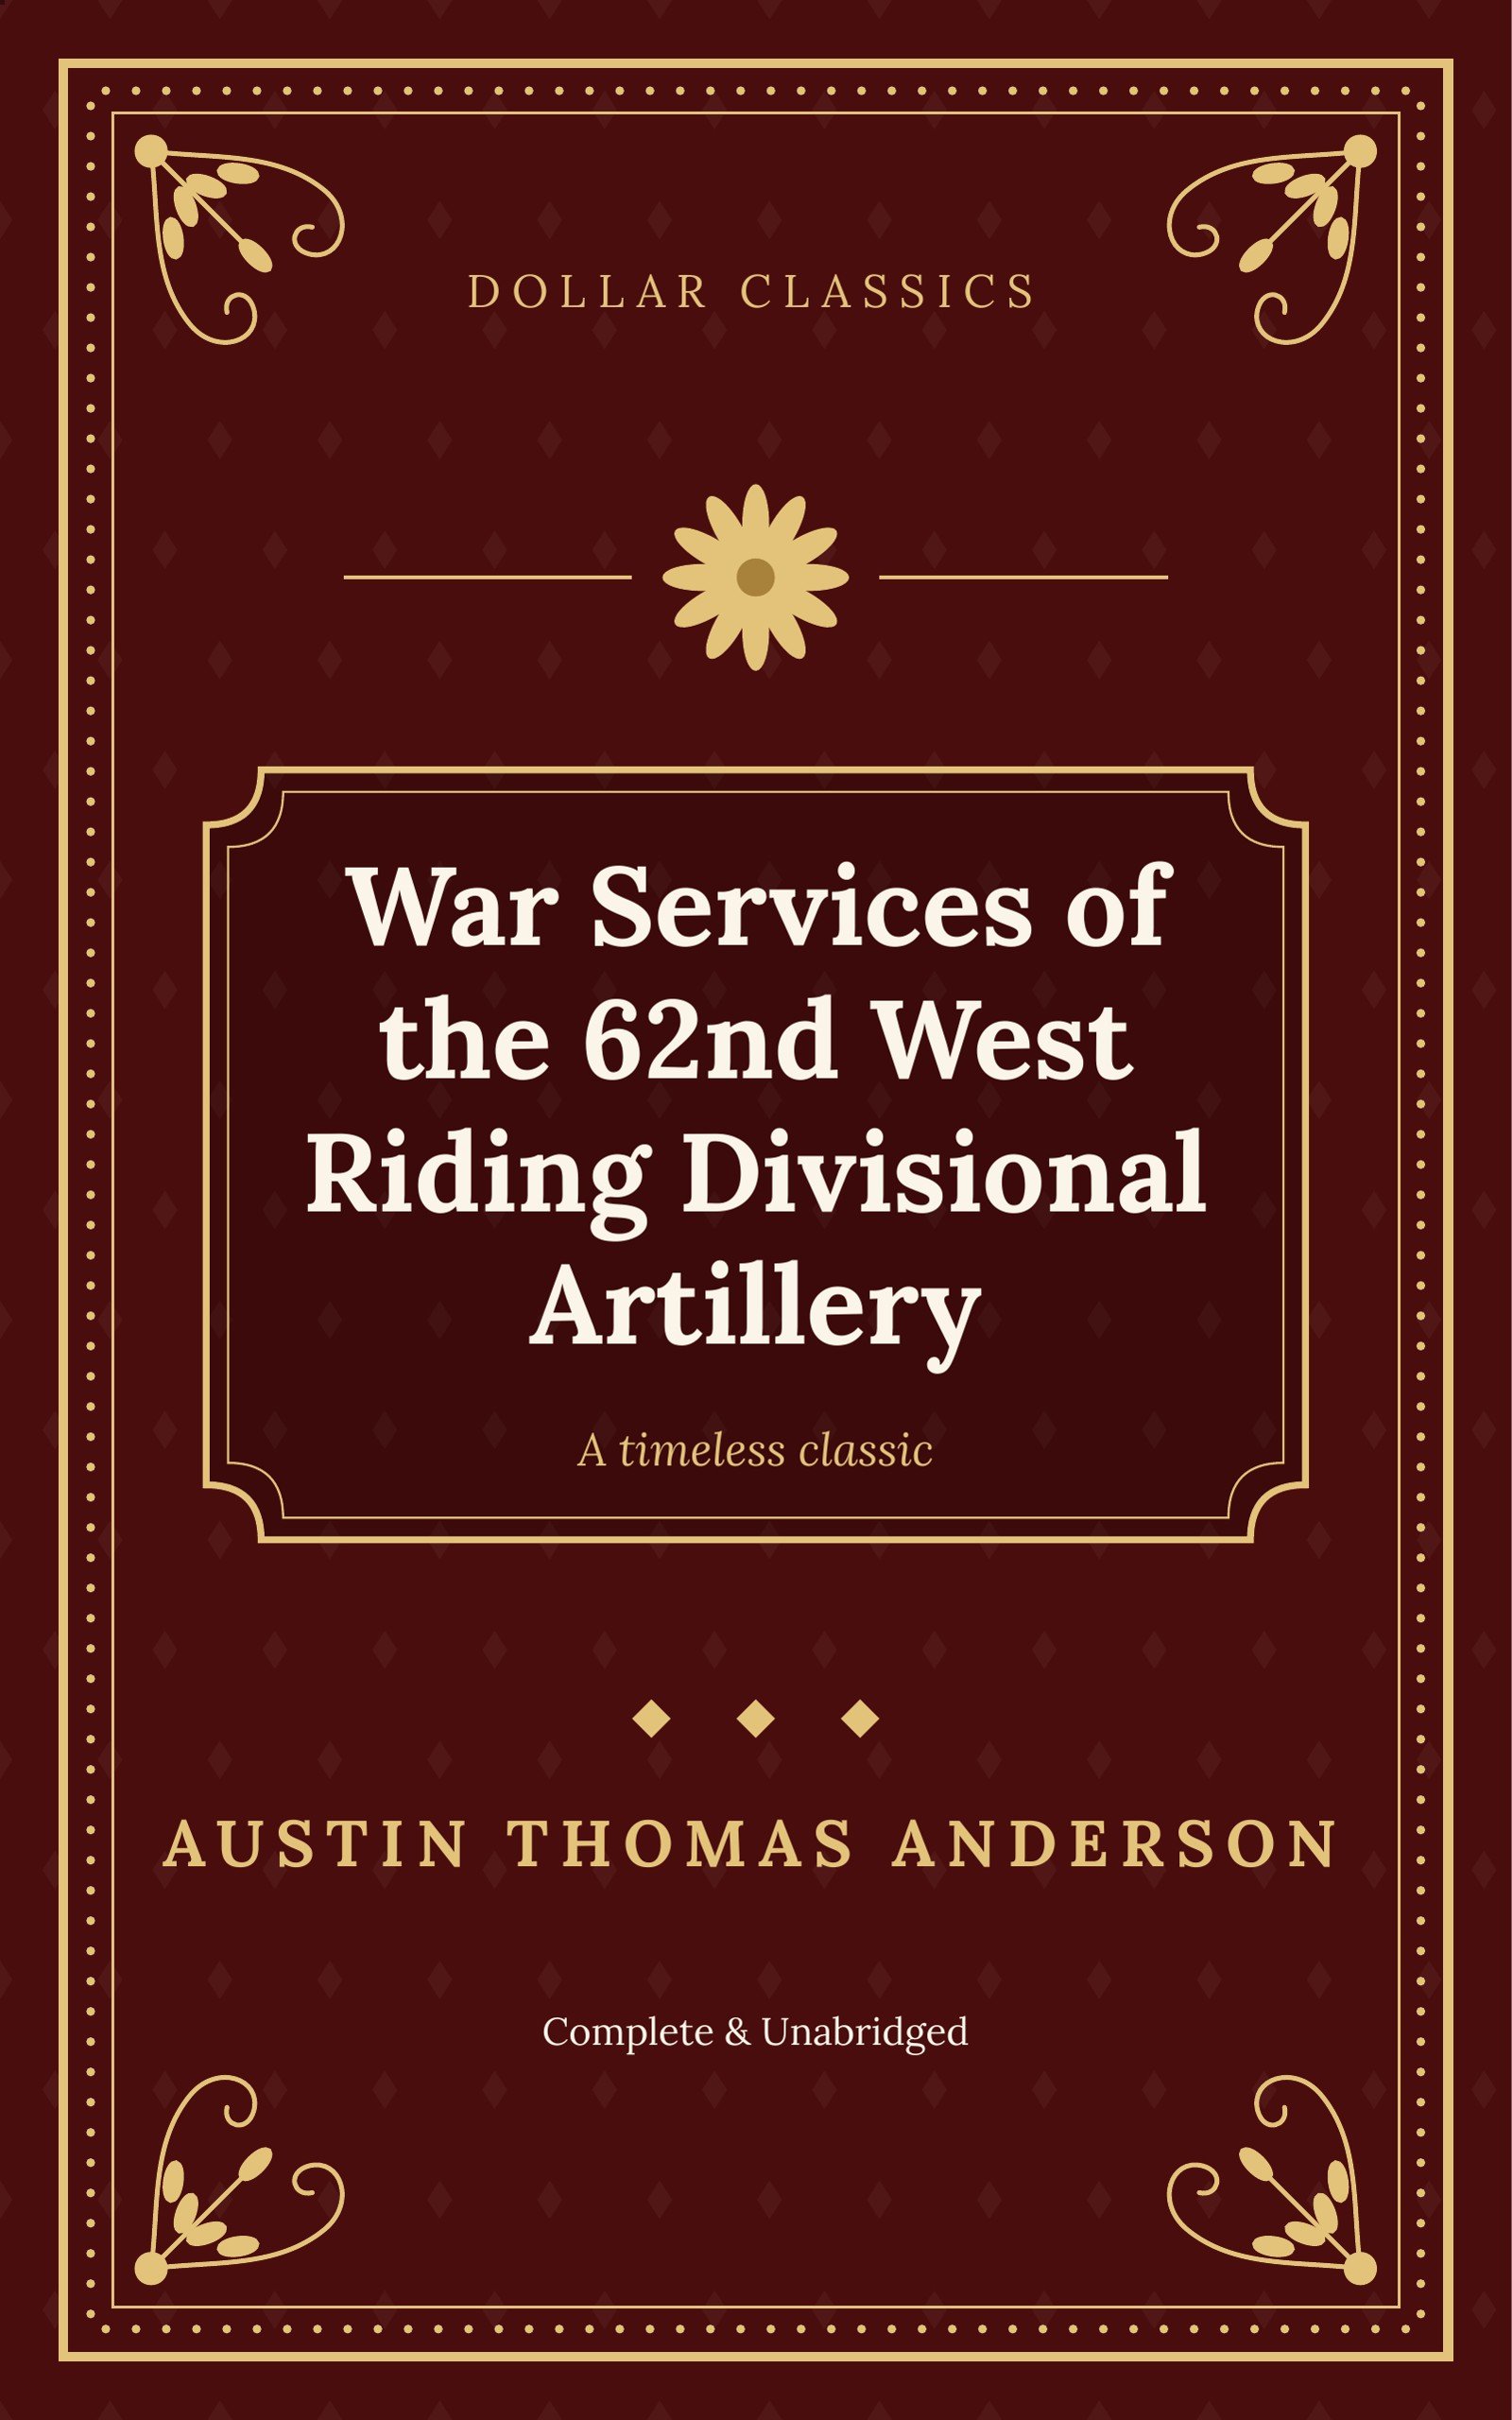 DOLLAR CLASSICS
War Services of
the 62nd West
Riding Divisional
Artillery
A timeless classic
AUSTIN THOMAS ANDERSON
Complete & Unabridged